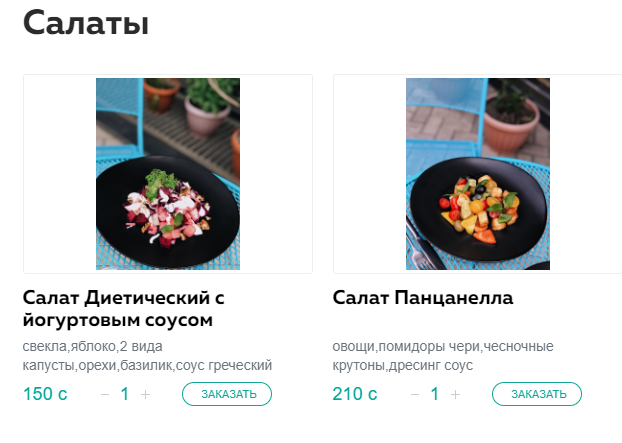 Салаты
Салат Диетический с
йогуртовым соусом
свекла,яблоко,2 вида
капусты,орехи,базилик,соус греческий
150 с
− 1 +
ЗАКАЗАТЬ
Салат Панцанелла
овощи,помидоры чери,чесночные
крутоны,дресинг соус
210 с
− 1 +
ЗАКАЗАТЬ